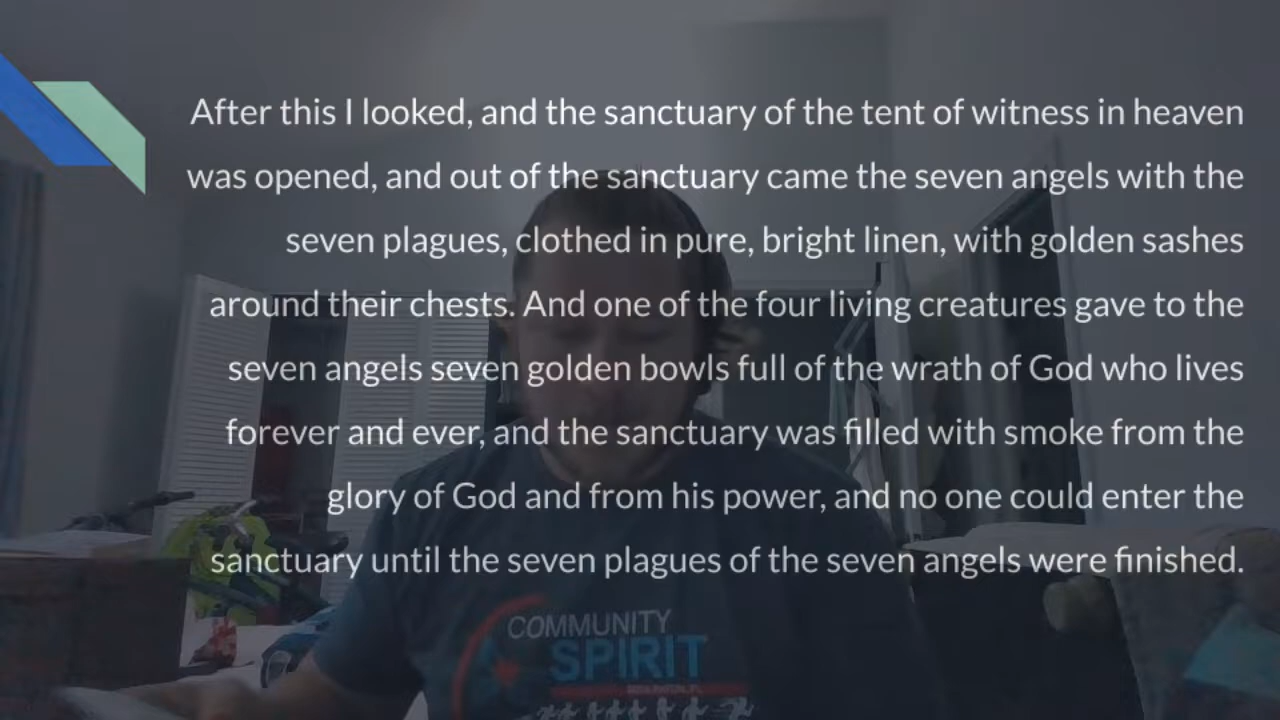 After this I looked, and the sanctuary of the tent of witness in heaven
was opened, and out of the sanctuary came the seven angels with the
seven plagues, clothed in pure, bright linen, with golden sashes
around their chests. And one of the four living creatures gave to the
seven angels seven golden bowls full of the wrath of God who lives
forever and ever, and the sanctuary was filled with smoke from the
glory of God and from his power, and no one could enter the
sanctuary until the seven plagues of the seven angels were finished.
COMMUNITY
SPIRIT